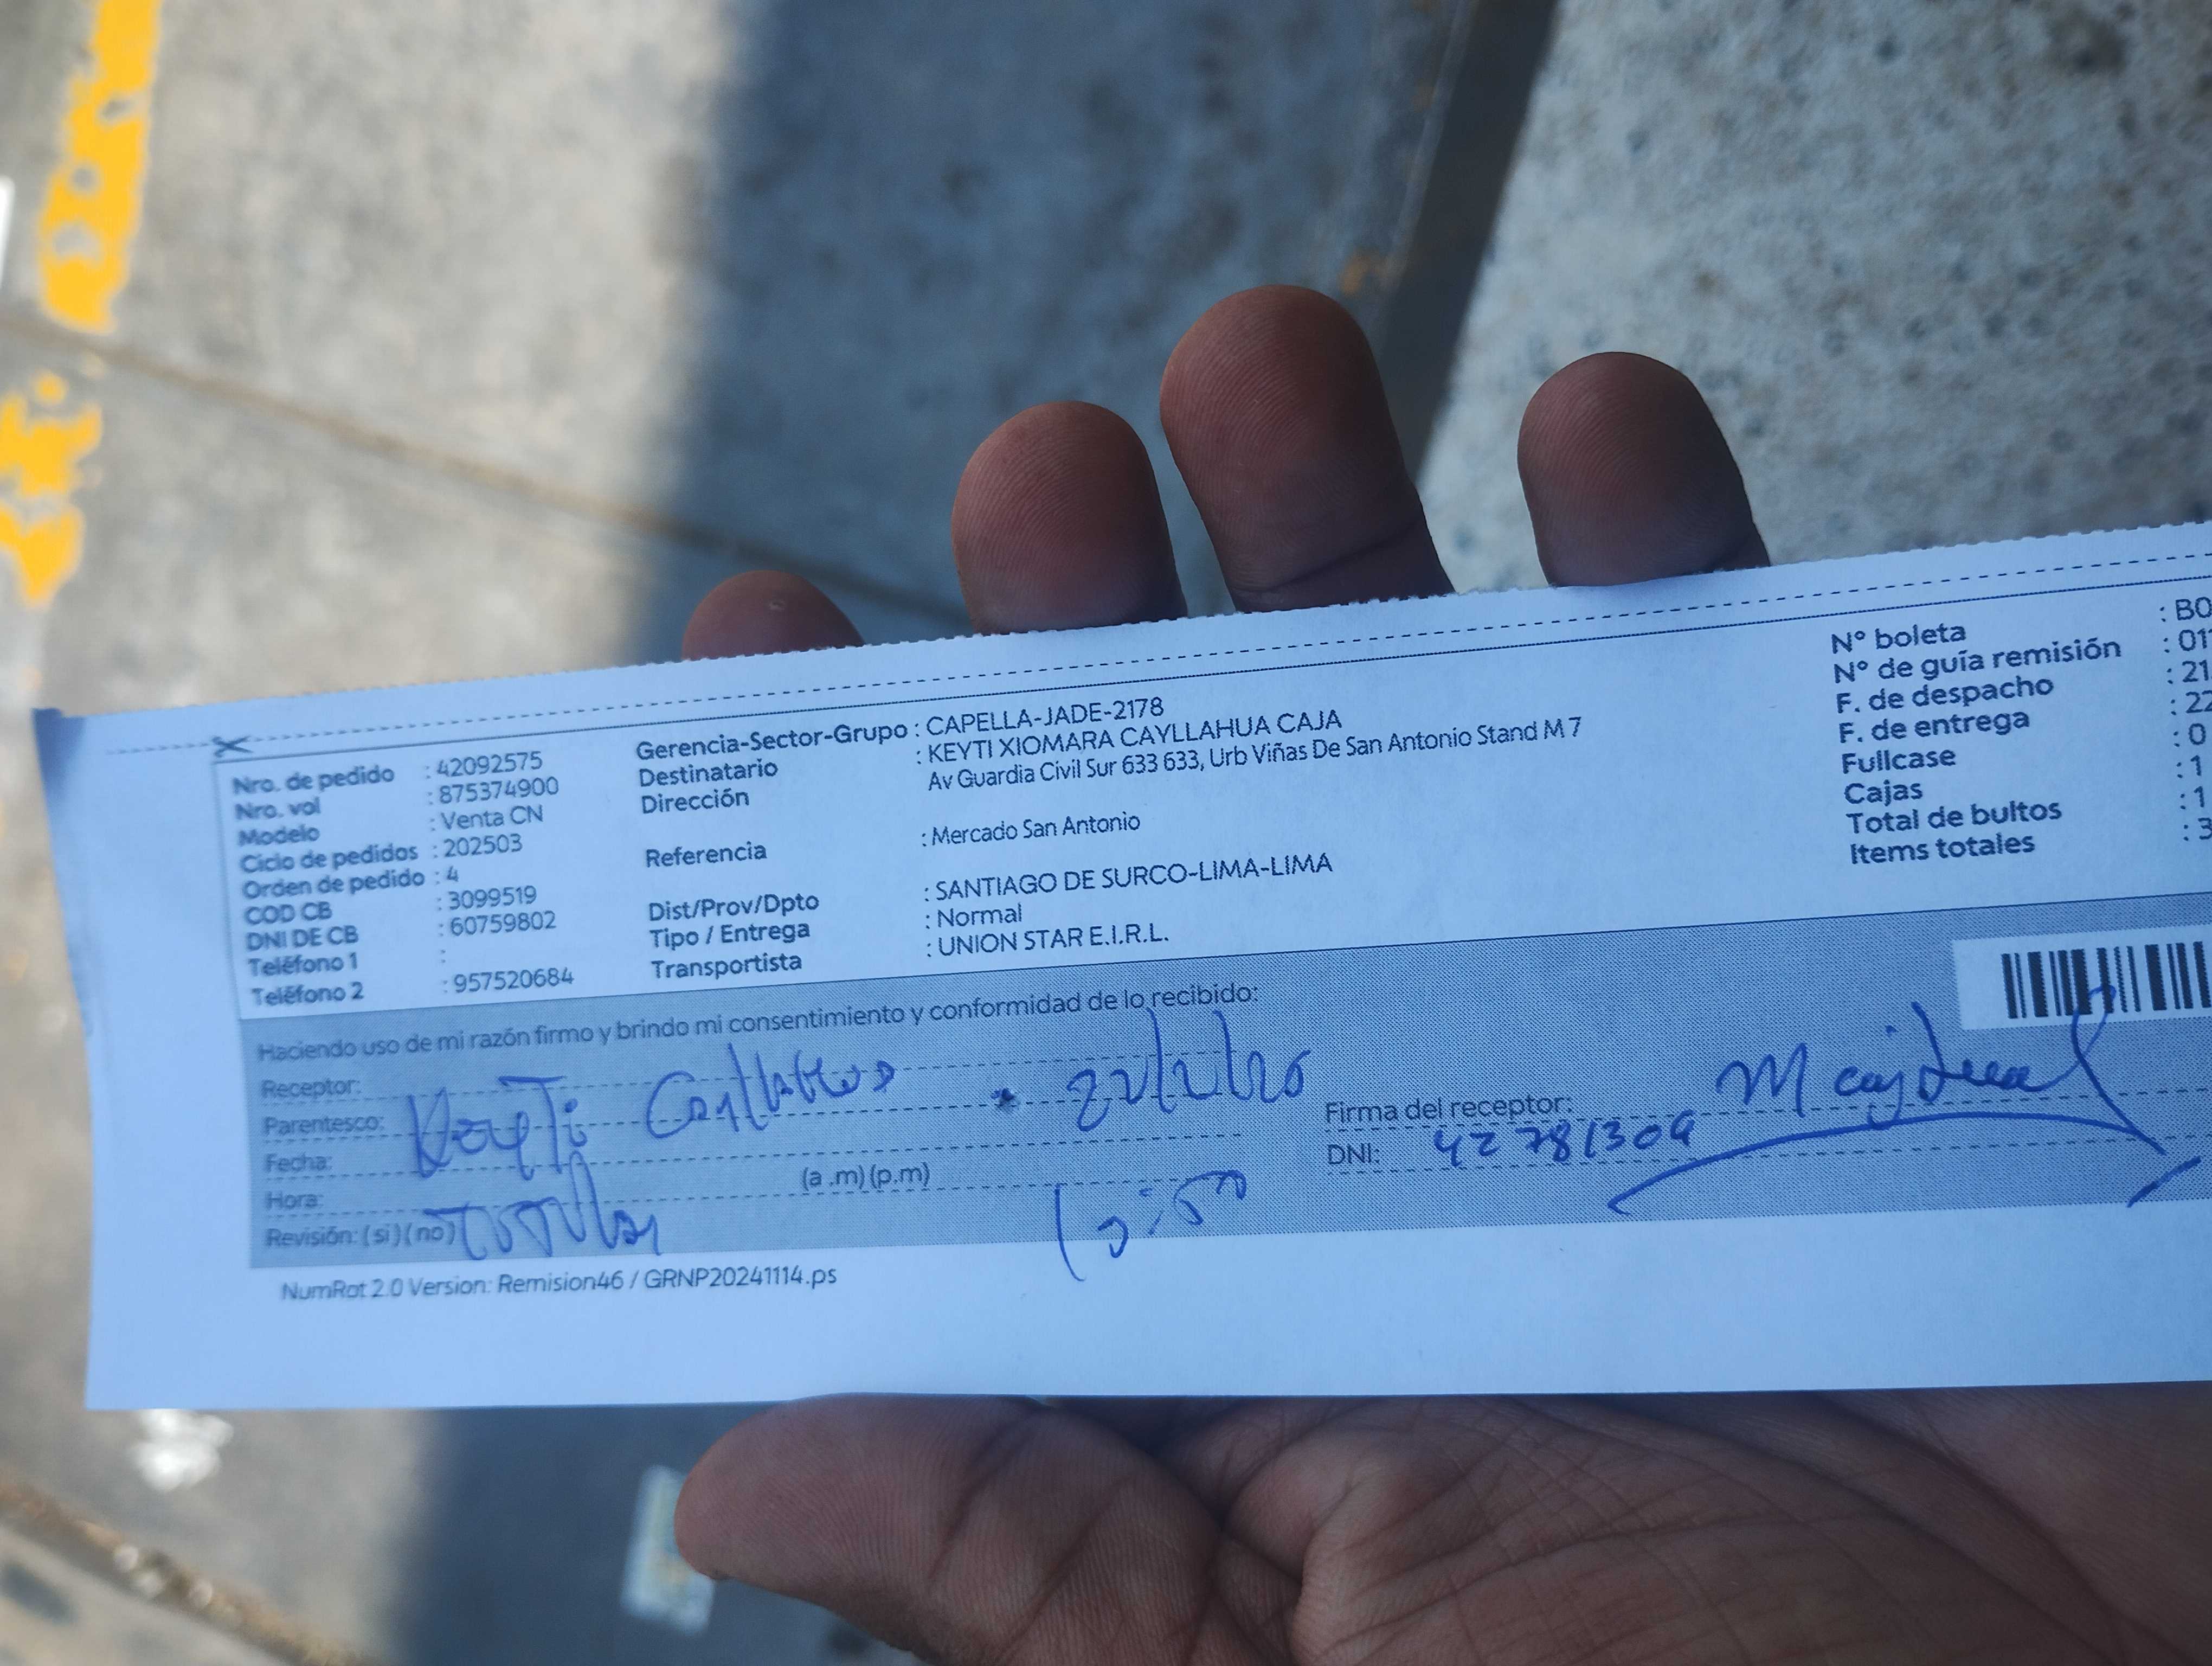 Nro. de pedido : 42092575
Nro. vol : 875374900
Modelo : Venta CN
Ciclo de pedidos : 202503
Orden de pedido : 4
COD CB : 3099519
DNI DE CB : 60759802
Teléfono 1 :
Teléfono 2 : 957520684
Gerencia-Sector-Grupo : CAPELLA-JADE-2178
Destinatario : KEYTI XIOMARA CAYLLAHUA CAJA
Dirección Av Guardia Civil Sur 633 633, Urb Viñas De San Antonio Stand M 7
Referencia : Mercado San Antonio
Dist/Prov/Dpto : SANTIAGO DE SURCO-LIMA-LIMA
Tipo / Entrega : Normal
Transportista : UNION STAR E.I.R.L.
N° boleta : B0
N° de guía remisión : 01
F. de despacho : 21
F. de entrega : 22
Fullcase : 0
Cajas : 1
Total de bultos : 1
Items totales : 3
Haciendo uso de mi razón firmo y brindo mi consentimiento y conformidad de lo recibido:
Receptor:
Parentesco: Keyti
Fecha:
Hora: (a .m) (p.m)
Revisión: (si) (no)
Firma del receptor:
DNI: 42781309
NumRot 2.0 Version: Remision46 / GRNP20241114.ps